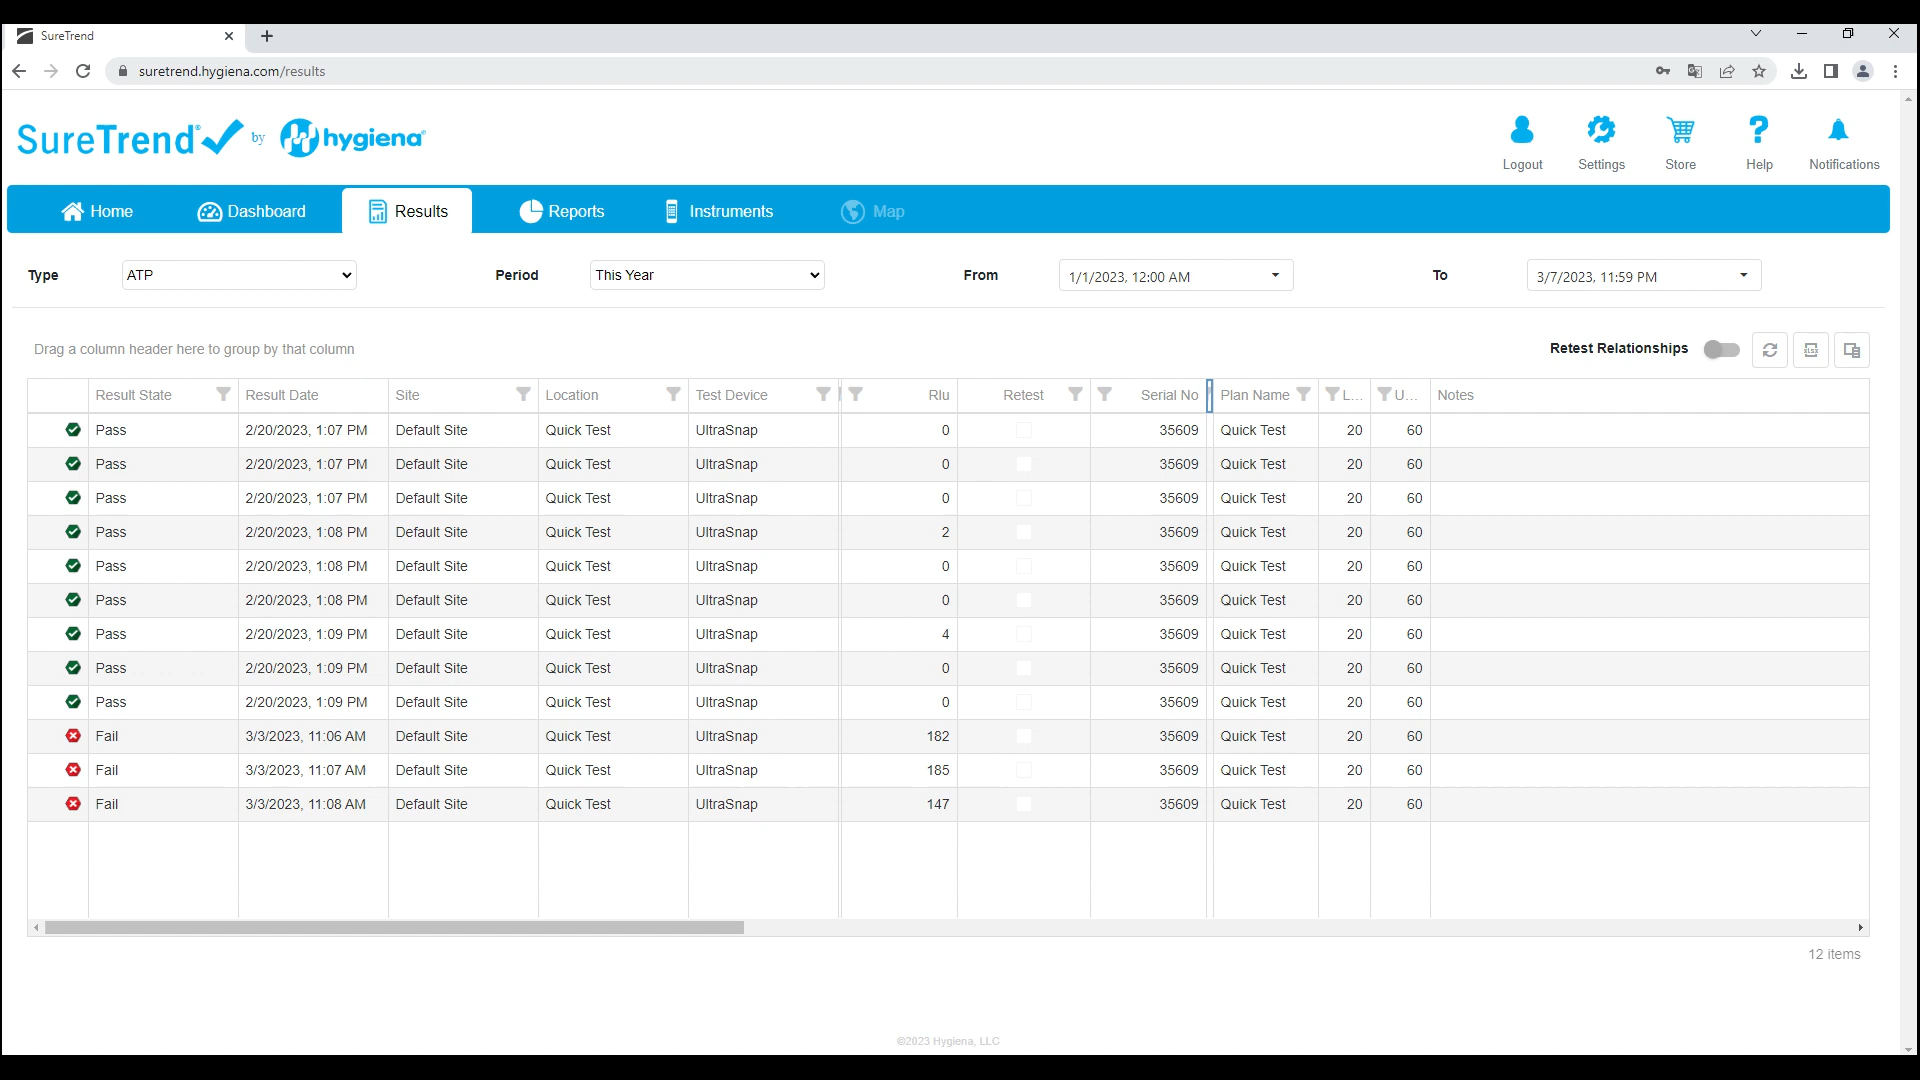 SureTrend
suretrend.hygiena.com/results
SureTrend® by hygiena®
Logout Settings Store Help Notifications
Home Dashboard Results Reports Instruments Map
Type ATP Period This Year From 1/1/2023, 12:00 AM To 3/7/2023, 11:59 PM
Drag a column header here to group by that column Retest Relationships xlsx
Result State Result Date Site Location Test Device Rlu Retest Serial No Plan Name L... U... Notes
Pass 2/20/2023, 1:07 PM Default Site Quick Test UltraSnap 0 35609 Quick Test 20 60
Pass 2/20/2023, 1:07 PM Default Site Quick Test UltraSnap 0 35609 Quick Test 20 60
Pass 2/20/2023, 1:07 PM Default Site Quick Test UltraSnap 0 35609 Quick Test 20 60
Pass 2/20/2023, 1:08 PM Default Site Quick Test UltraSnap 2 35609 Quick Test 20 60
Pass 2/20/2023, 1:08 PM Default Site Quick Test UltraSnap 0 35609 Quick Test 20 60
Pass 2/20/2023, 1:08 PM Default Site Quick Test UltraSnap 0 35609 Quick Test 20 60
Pass 2/20/2023, 1:09 PM Default Site Quick Test UltraSnap 4 35609 Quick Test 20 60
Pass 2/20/2023, 1:09 PM Default Site Quick Test UltraSnap 0 35609 Quick Test 20 60
Pass 2/20/2023, 1:09 PM Default Site Quick Test UltraSnap 0 35609 Quick Test 20 60
Fail 3/3/2023, 11:06 AM Default Site Quick Test UltraSnap 182 35609 Quick Test 20 60
Fail 3/3/2023, 11:07 AM Default Site Quick Test UltraSnap 185 35609 Quick Test 20 60
Fail 3/3/2023, 11:08 AM Default Site Quick Test UltraSnap 147 35609 Quick Test 20 60
12 items
©2023 Hygiena, LLC